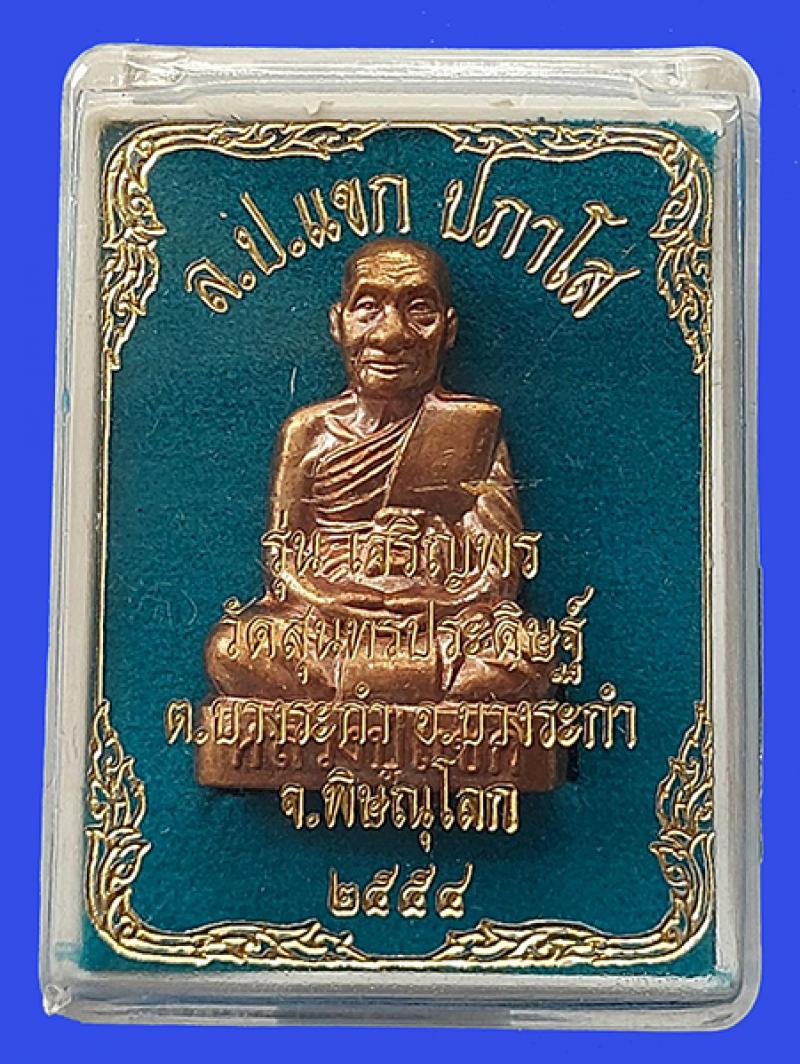 ล.ป.แขก ปภาโส
รุ่น เจริญพร
วัดสุนทรประดิษฐ์
ต.บางระกำ อ.บางระกำ
จ.พิษณุโลก
๒๕๕๔